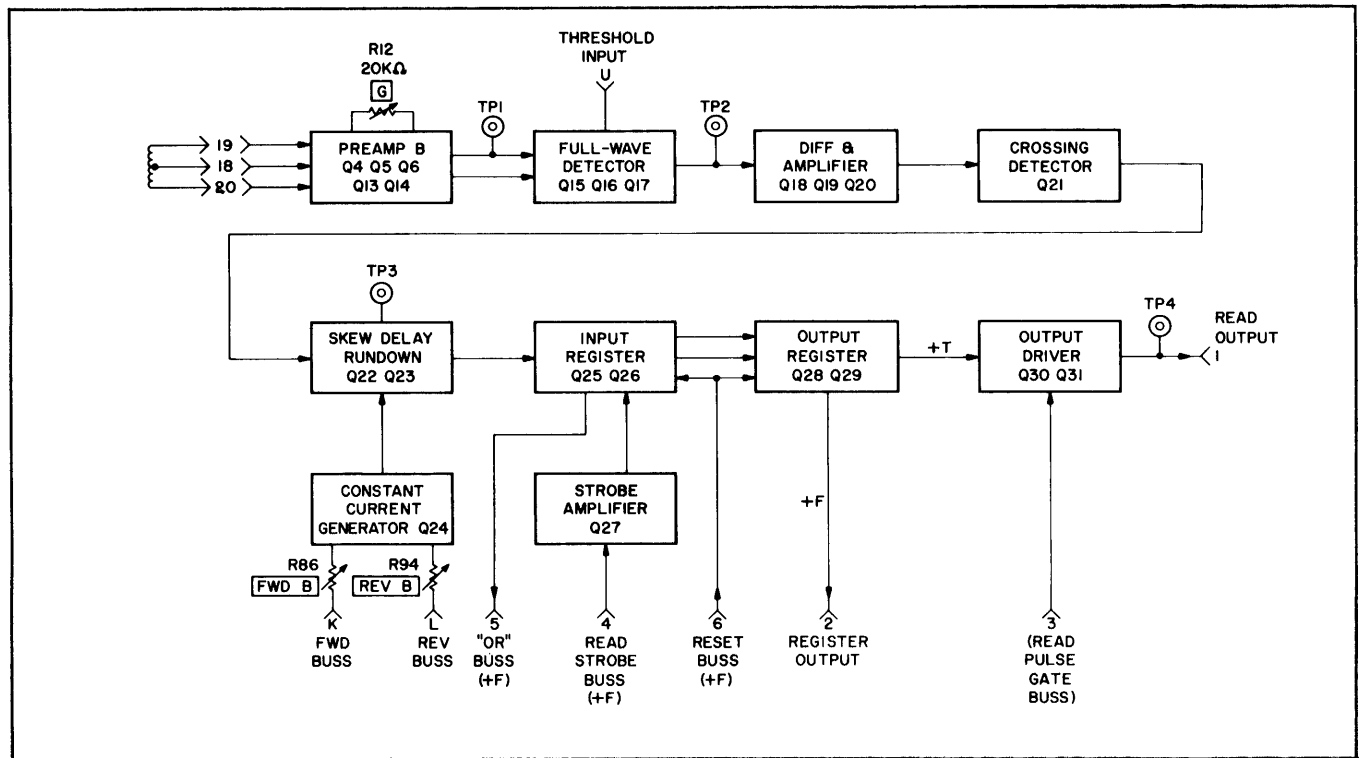 R12
20KΩ
G
THRESHOLD
INPUT
U
TP1
TP2
19
18
20
PREAMP B
Q4 Q5 Q6
Q13 Q14
FULL-WAVE
DETECTOR
Q15 Q16 Q17
DIFF &
AMPLIFIER
Q18 Q19 Q20
CROSSING
DETECTOR
Q21
TP3
TP4
READ
OUTPUT
1
SKEW DELAY
RUNDOWN
Q22 Q23
INPUT
REGISTER
Q25 Q26
OUTPUT
REGISTER
Q28 Q29
+T
OUTPUT
DRIVER
Q30 Q31
CONSTANT
CURRENT
GENERATOR Q24
STROBE
AMPLIFIER
Q27
+F
R86
FWD B
R94
REV B
K
FWD
BUSS
L
REV
BUSS
5
"OR"
BUSS
(+F)
4
READ
STROBE
BUSS
(+F)
6
RESET
BUSS
(+F)
2
REGISTER
OUTPUT
3
(READ
PULSE
GATE
BUSS)